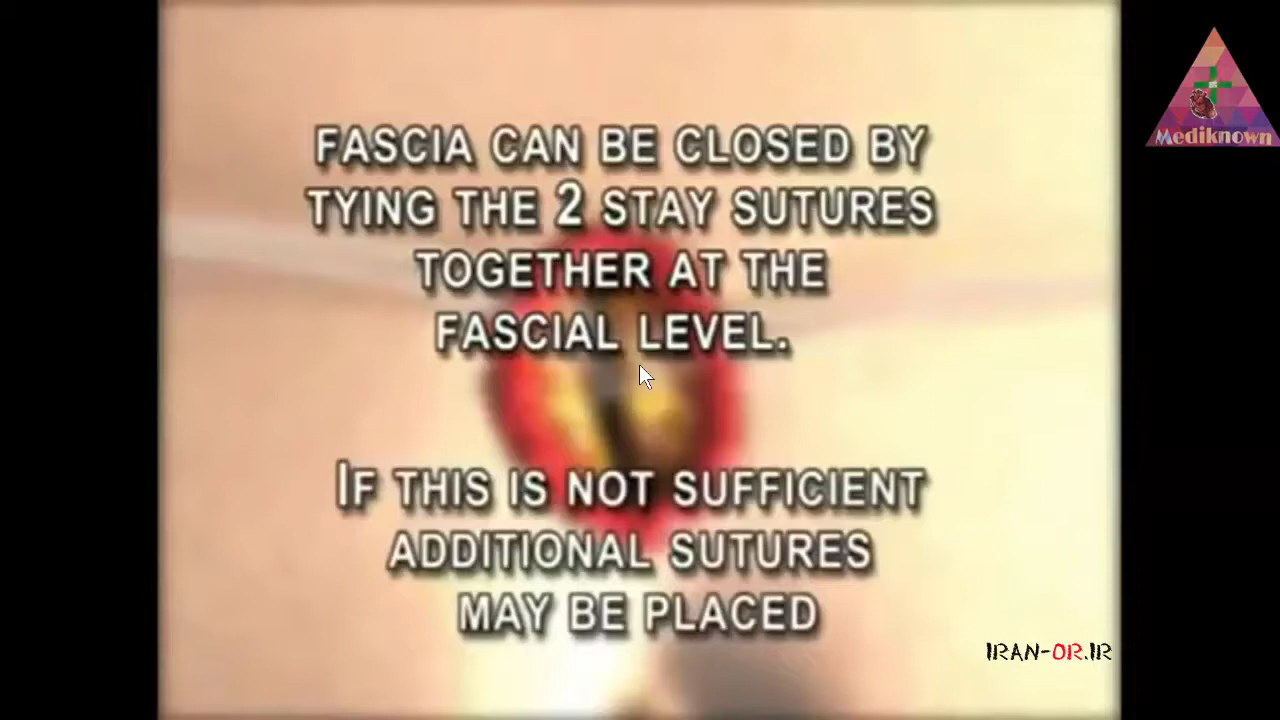 FASCIA CAN BE CLOSED BY
TYING THE 2 STAY SUTURES
TOGETHER AT THE
FASCIAL LEVEL.
IF THIS IS NOT SUFFICIENT
ADDITIONAL SUTURES
MAY BE PLACED
Mediknown
IRAN-OR.IR